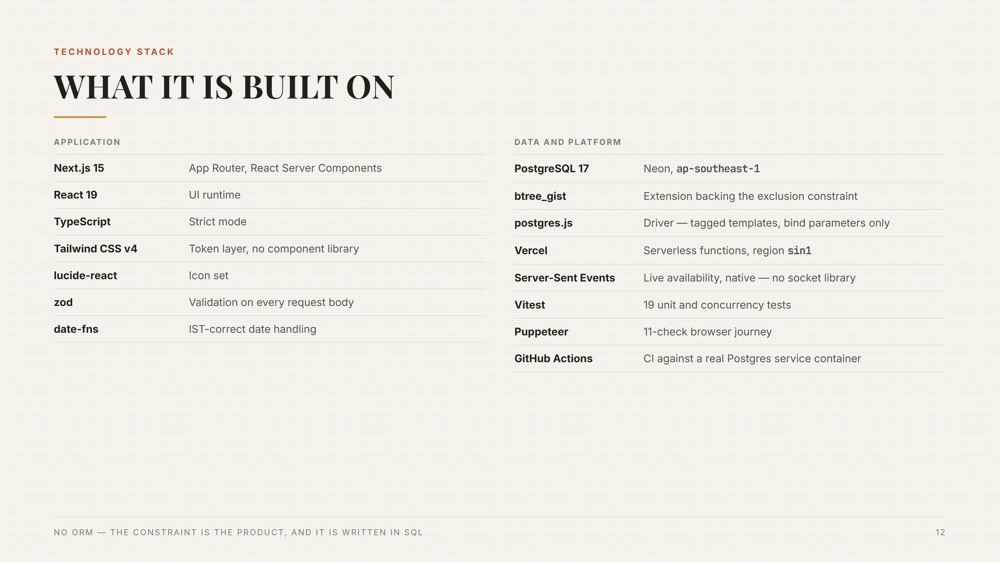 TECHNOLOGY STACK
WHAT IT IS BUILT ON
APPLICATION
Next.js 15 App Router, React Server Components
React 19 UI runtime
TypeScript Strict mode
Tailwind CSS v4 Token layer, no component library
lucide-react Icon set
zod Validation on every request body
date-fns IST-correct date handling
DATA AND PLATFORM
PostgreSQL 17 Neon, ap-southeast-1
btree_gist Extension backing the exclusion constraint
postgres.js Driver — tagged templates, bind parameters only
Vercel Serverless functions, region sin1
Server-Sent Events Live availability, native — no socket library
Vitest 19 unit and concurrency tests
Puppeteer 11-check browser journey
GitHub Actions CI against a real Postgres service container
NO ORM — THE CONSTRAINT IS THE PRODUCT, AND IT IS WRITTEN IN SQL
12